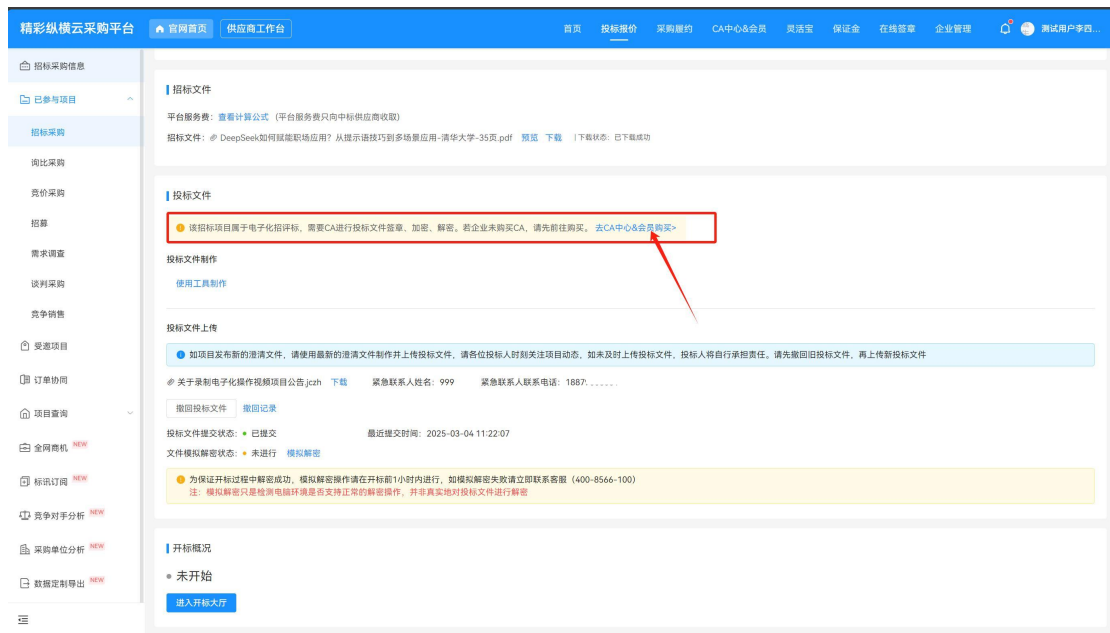 精彩纵横云采购平台 官网首页 供应商工作台 首页 投标报价 采购履约 CA中心&会员 灵活宝 保证金 在线签章 企业管理 测试用户李四...
招标采购信息
已参与项目
招标采购
询比采购
竞价采购
招募
需求调查
谈判采购
竞争销售
受邀项目
订单协同
项目查询
全网商机 NEW
标讯订阅 NEW
竞争对手分析 NEW
采购单位分析 NEW
数据定制导出 NEW
招标文件
平台服务费: 查看计算公式 (平台服务费只向中标供应商收取)
招标文件: DeepSeek如何赋能职场应用? 从提示语技巧到多场景应用-清华大学-35页.pdf 预览 下载 | 下载状态: 已下载成功
投标文件
该招标项目属于电子化招评标, 需要CA进行投标文件签章、加密、解密。若企业未购买CA, 请先前往购买。 去CA中心&会员购买>
投标文件制作
使用工具制作
投标文件上传
如项目发布新的澄清文件, 请使用最新的澄清文件制作并上传投标文件, 请各位投标人时刻关注项目动态, 如未及时上传投标文件, 投标人将自行承担责任。请先撤回旧投标文件, 再上传新投标文件
关于录制电子化操作视频项目公告.jczh 下载 紧急联系人姓名: 999 紧急联系人联系电话: 1887
撤回投标文件 撤回记录
投标文件提交状态: 已提交 最近提交时间: 2025-03-04 11:22:07
文件模拟解密状态: 未进行 模拟解密
为保证开标过程中解密成功, 模拟解密操作请在开标前1小时内进行, 如模拟解密失败请立即联系客服 (400-8566-100)
注: 模拟解密只是检测电脑环境是否支持正常的解密操作, 并非真实地对投标文件进行解密
开标概况
未开始
进入开标大厅